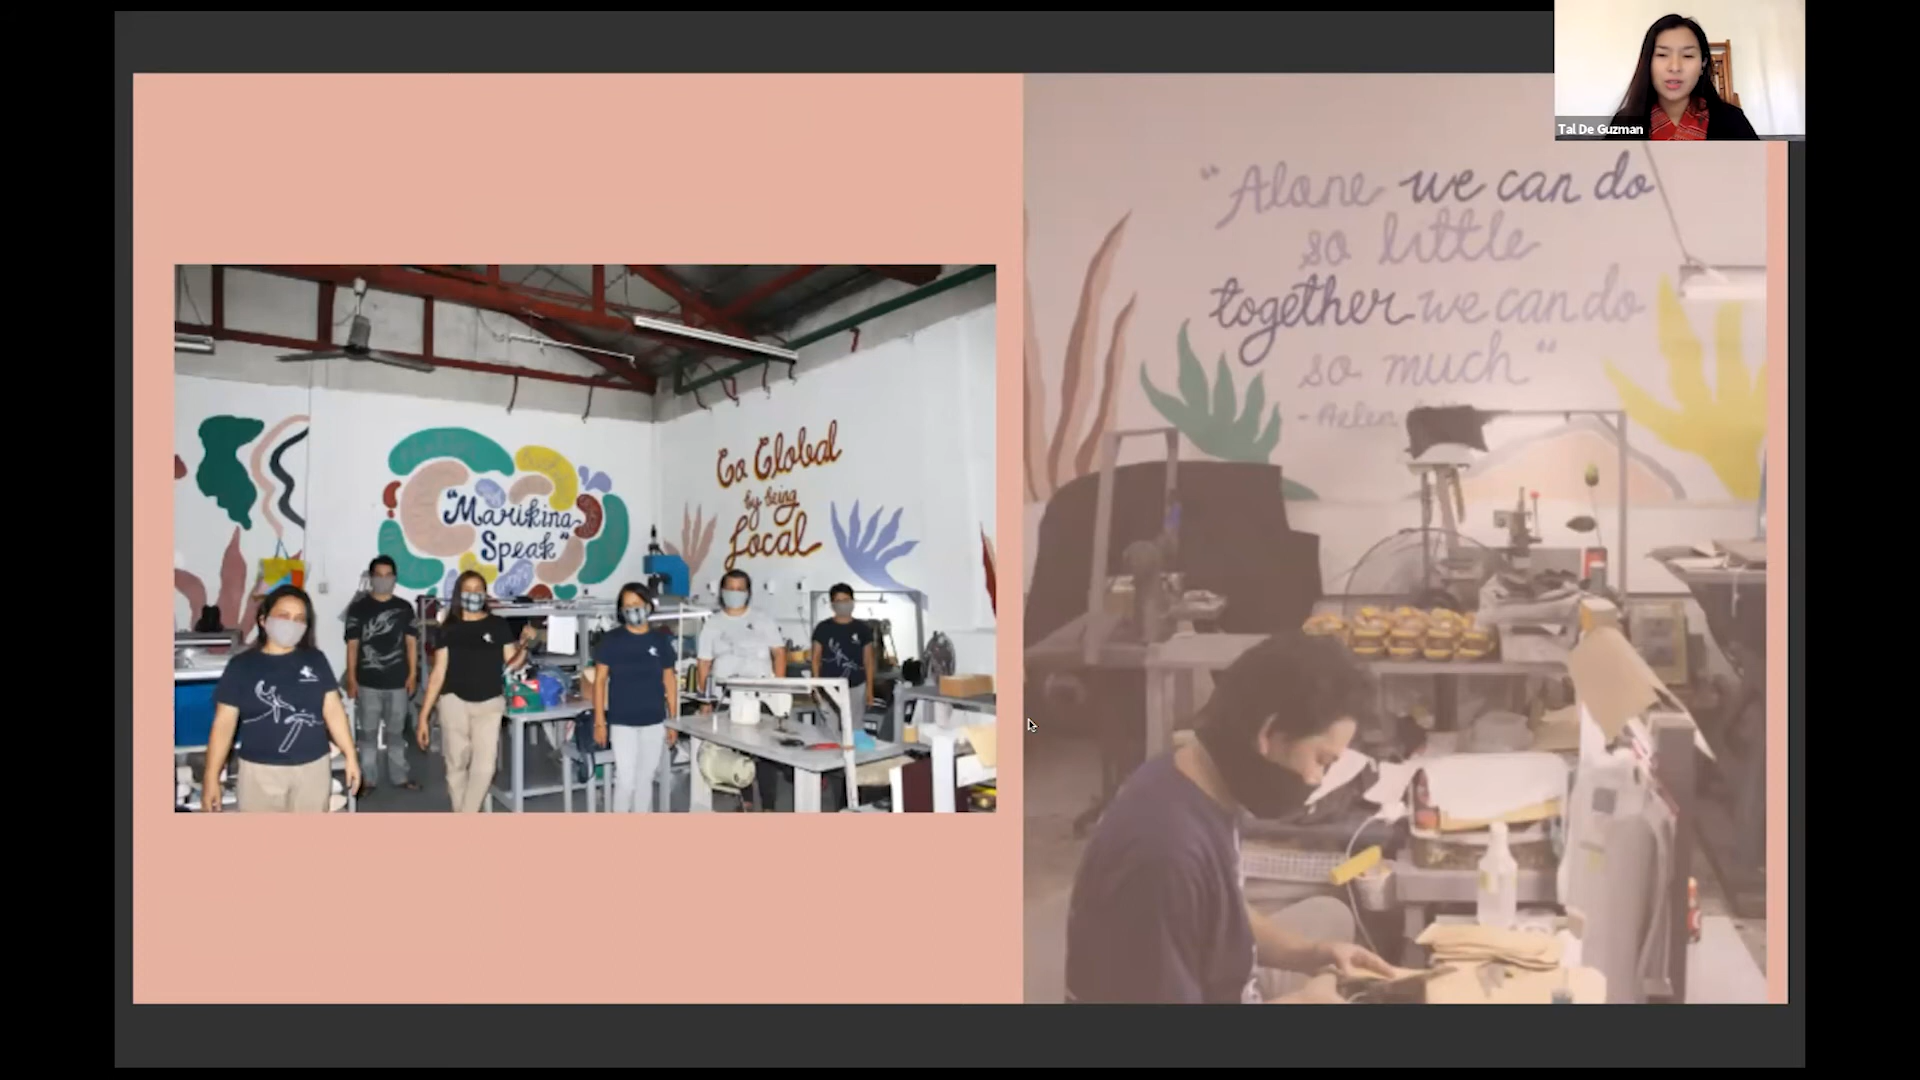 Tal De Guzman
"Marikina
Speak"
Go Global
by being
Local
"Alone we can do
so little
together we can do
so much"
- Helen